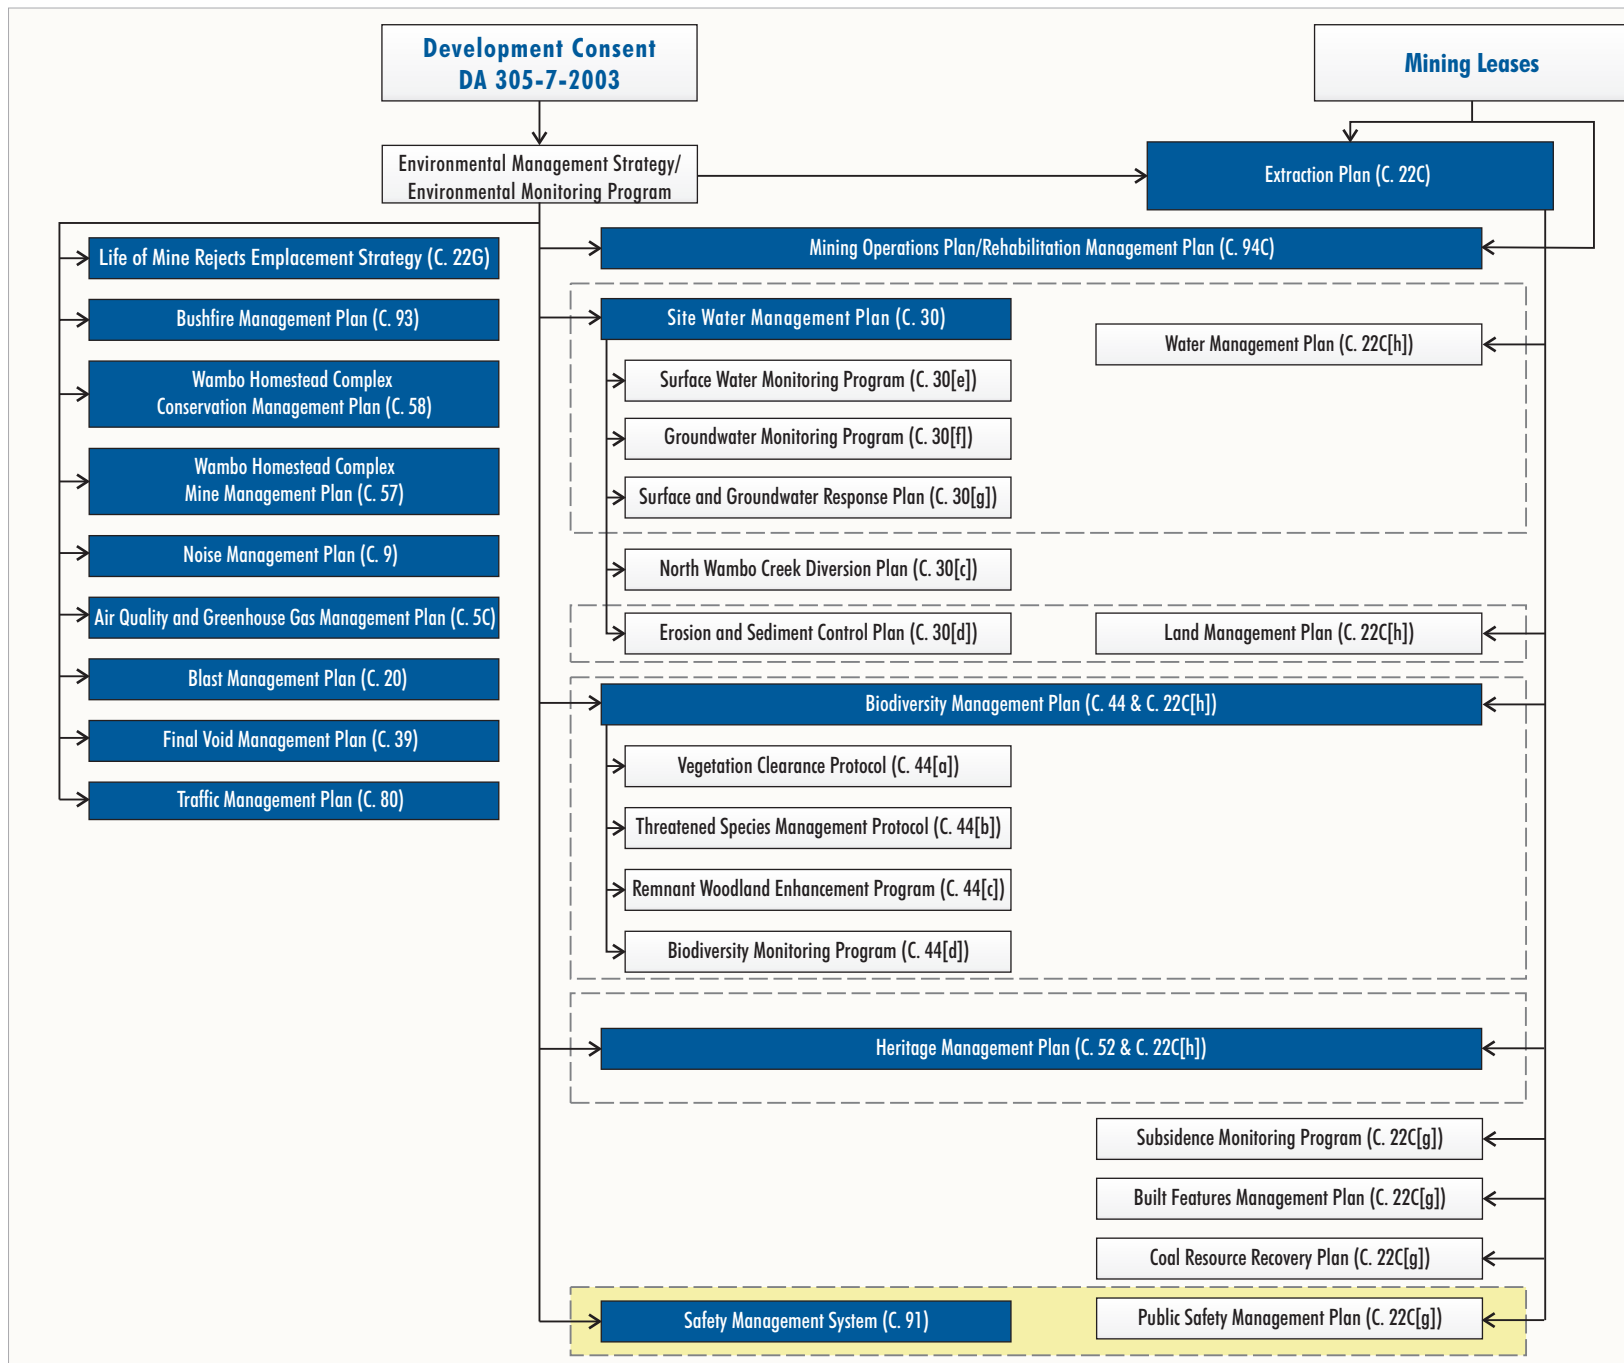 Development Consent
DA 305-7-2003
Mining Leases
Environmental Management Strategy/
Environmental Monitoring Program
Extraction Plan (C. 22C)
Life of Mine Rejects Emplacement Strategy (C. 22G)
Bushfire Management Plan (C. 93)
Wambo Homestead Complex
Conservation Management Plan (C. 58)
Wambo Homestead Complex
Mine Management Plan (C. 57)
Noise Management Plan (C. 9)
Air Quality and Greenhouse Gas Management Plan (C. 5C)
Blast Management Plan (C. 20)
Final Void Management Plan (C. 39)
Traffic Management Plan (C. 80)
Mining Operations Plan/Rehabilitation Management Plan (C. 94C)
Site Water Management Plan (C. 30)
Water Management Plan (C. 22C[h])
Surface Water Monitoring Program (C. 30[e])
Groundwater Monitoring Program (C. 30[f])
Surface and Groundwater Response Plan (C. 30[g])
North Wambo Creek Diversion Plan (C. 30[c])
Erosion and Sediment Control Plan (C. 30[d])
Land Management Plan (C. 22C[h])
Biodiversity Management Plan (C. 44 & C. 22C[h])
Vegetation Clearance Protocol (C. 44[a])
Threatened Species Management Protocol (C. 44[b])
Remnant Woodland Enhancement Program (C. 44[c])
Biodiversity Monitoring Program (C. 44[d])
Heritage Management Plan (C. 52 & C. 22C[h])
Subsidence Monitoring Program (C. 22C[g])
Built Features Management Plan (C. 22C[g])
Coal Resource Recovery Plan (C. 22C[g])
Safety Management System (C. 91)
Public Safety Management Plan (C. 22C[g])